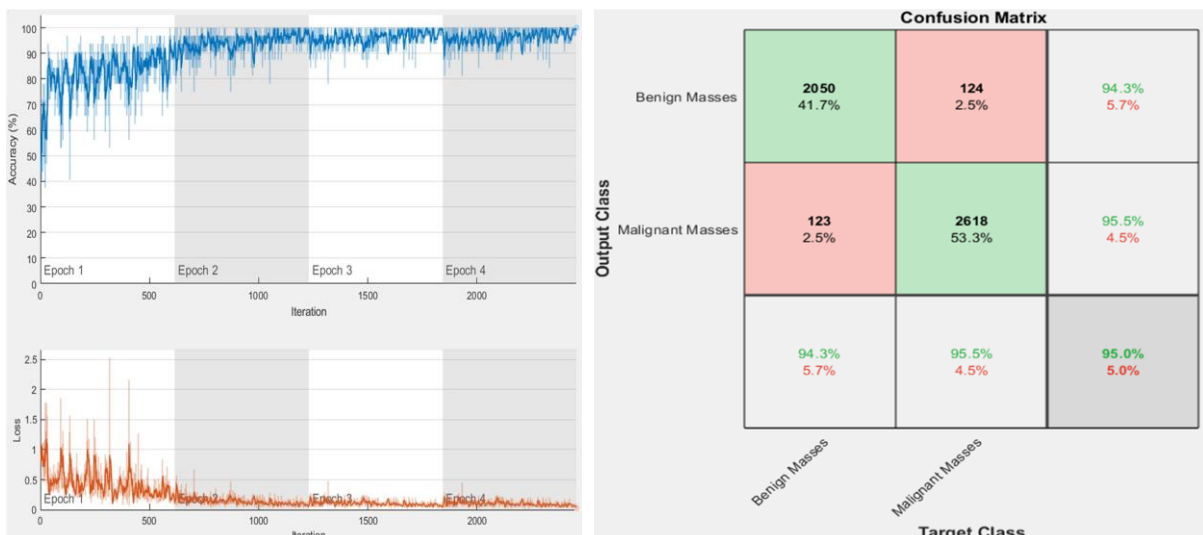 100
90
80
70
60
50
40
30
20
10
0
Accuracy (%)
Epoch 1
Epoch 2
Epoch 3
Epoch 4
0
500
1000
1500
2000
Iteration
2.5
2
1.5
1
0.5
0
Loss
Epoch 1
Epoch 2
Epoch 3
Epoch 4
0
500
1000
1500
2000
Iteration
Confusion Matrix
Output Class
Benign Masses
2050
41.7%
124
2.5%
94.3%
5.7%
Malignant Masses
123
2.5%
2618
53.3%
95.5%
4.5%
94.3%
5.7%
95.5%
4.5%
95.0%
5.0%
Benign Masses
Malignant Masses
Target Class